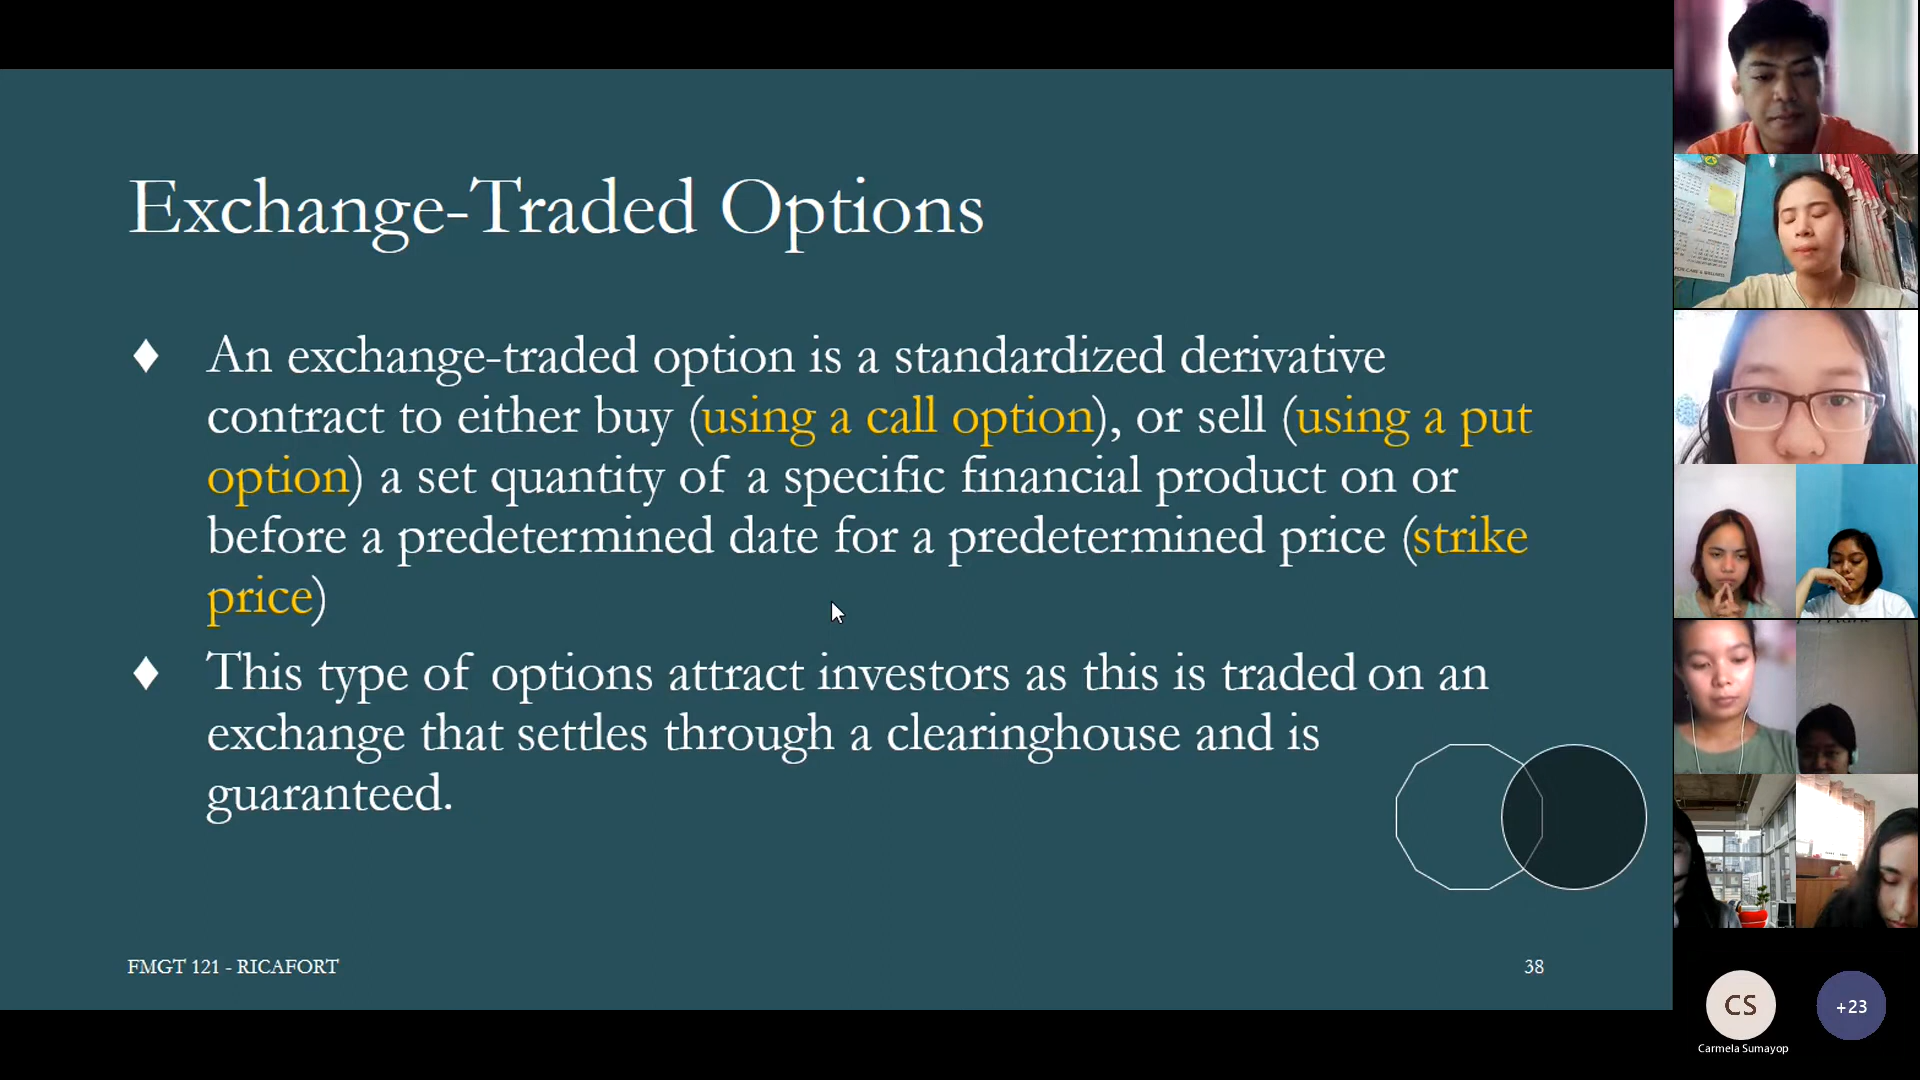 Exchange-Traded Options
♦ An exchange-traded option is a standardized derivative
contract to either buy (using a call option), or sell (using a put
option) a set quantity of a specific financial product on or
before a predetermined date for a predetermined price (strike
price)
♦ This type of options attract investors as this is traded on an
exchange that settles through a clearinghouse and is
guaranteed.
FMGT 121 - RICAFORT
38
CS
+23
Carmela Sumayop